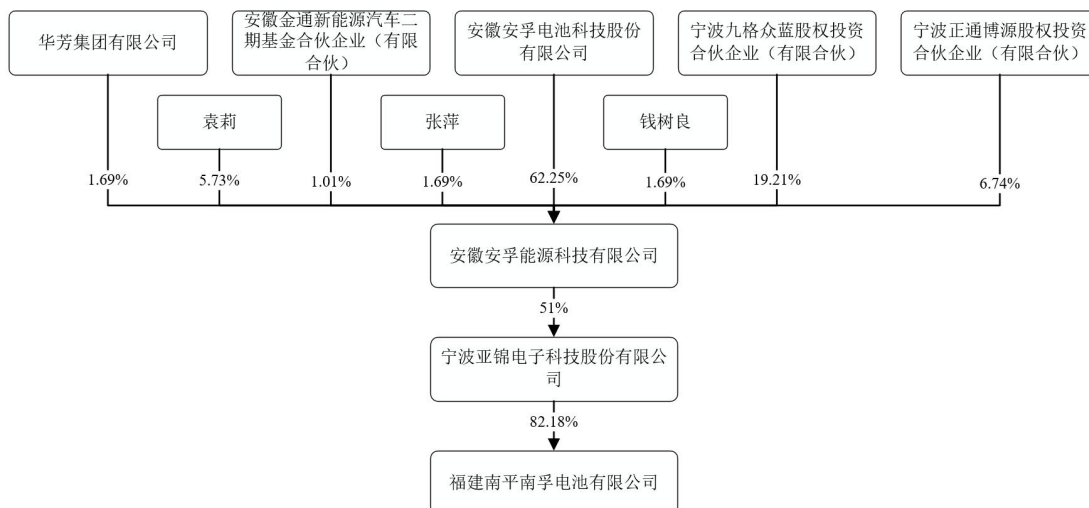 华芳集团有限公司
安徽金通新能源汽车二
期基金合伙企业（有限
合伙）
安徽安孚电池科技股份
有限公司
宁波九格众蓝股权投资
合伙企业（有限合伙）
宁波正通博源股权投资
合伙企业（有限合伙）
袁莉
张萍
钱树良
1.69%
5.73%
1.01%
1.69%
62.25%
1.69%
19.21%
6.74%
安徽安孚能源科技有限公司
51%
宁波亚锦电子科技股份有限公
司
82.18%
福建南平南孚电池有限公司